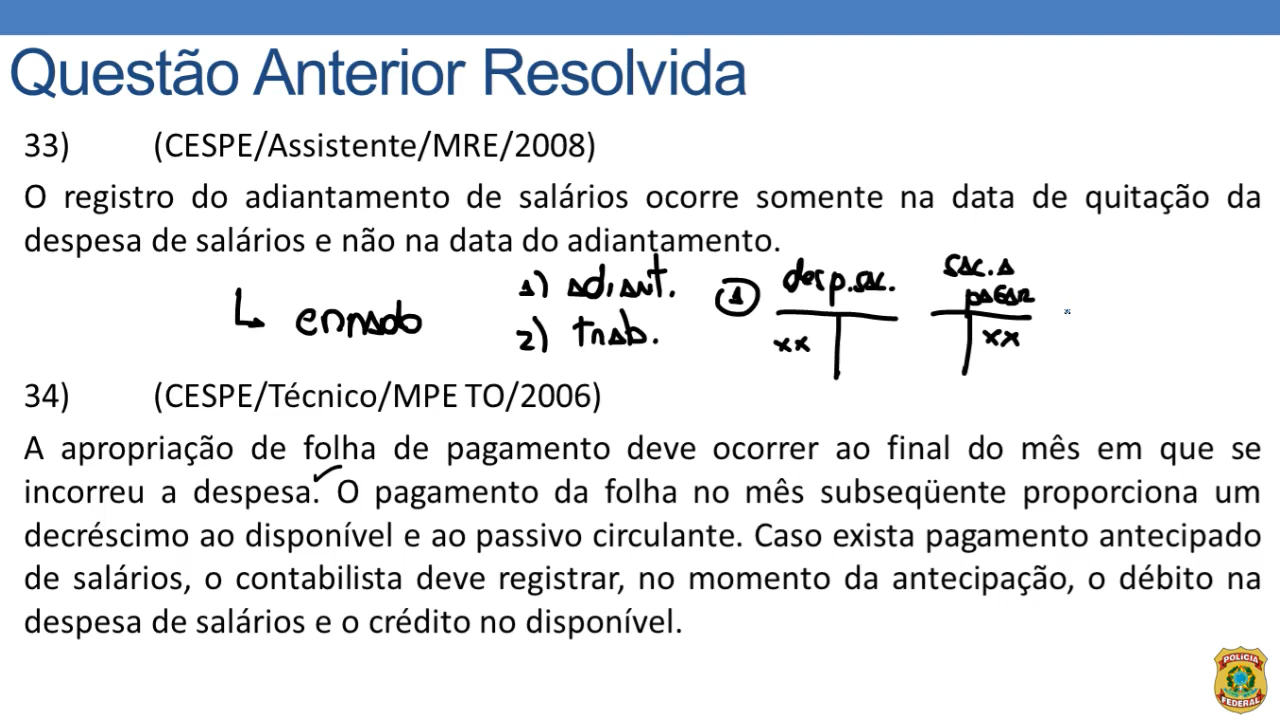 Questão Anterior Resolvida
33) (CESPE/Assistente/MRE/2008)
O registro do adiantamento de salários ocorre somente na data de quitação da
despesa de salários e não na data do adiantamento.
errado
1) adiant.
2) trab.
1
desp. sal.
xx
sal. a
pagar
xx
34) (CESPE/Técnico/MPE TO/2006)
A apropriação de folha de pagamento deve ocorrer ao final do mês em que se
incorreu a despesa. O pagamento da folha no mês subseqüente proporciona um
decréscimo ao disponível e ao passivo circulante. Caso exista pagamento antecipado
de salários, o contabilista deve registrar, no momento da antecipação, o débito na
despesa de salários e o crédito no disponível.
POLÍCIA
FEDERAL